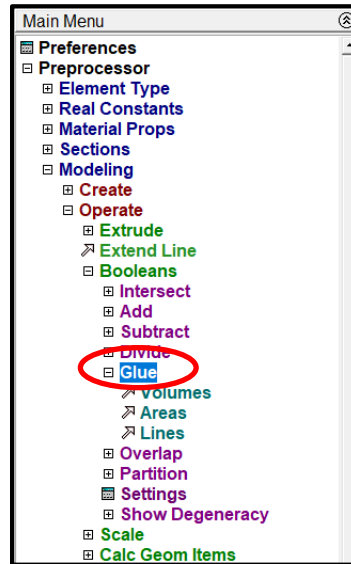 Main Menu
Preferences
Preprocessor
Element Type
Real Constants
Material Props
Sections
Modeling
Create
Operate
Extrude
Extend Line
Booleans
Intersect
Add
Subtract
Divide
Glue
Volumes
Areas
Lines
Overlap
Partition
Settings
Show Degeneracy
Scale
Calc Geom Items